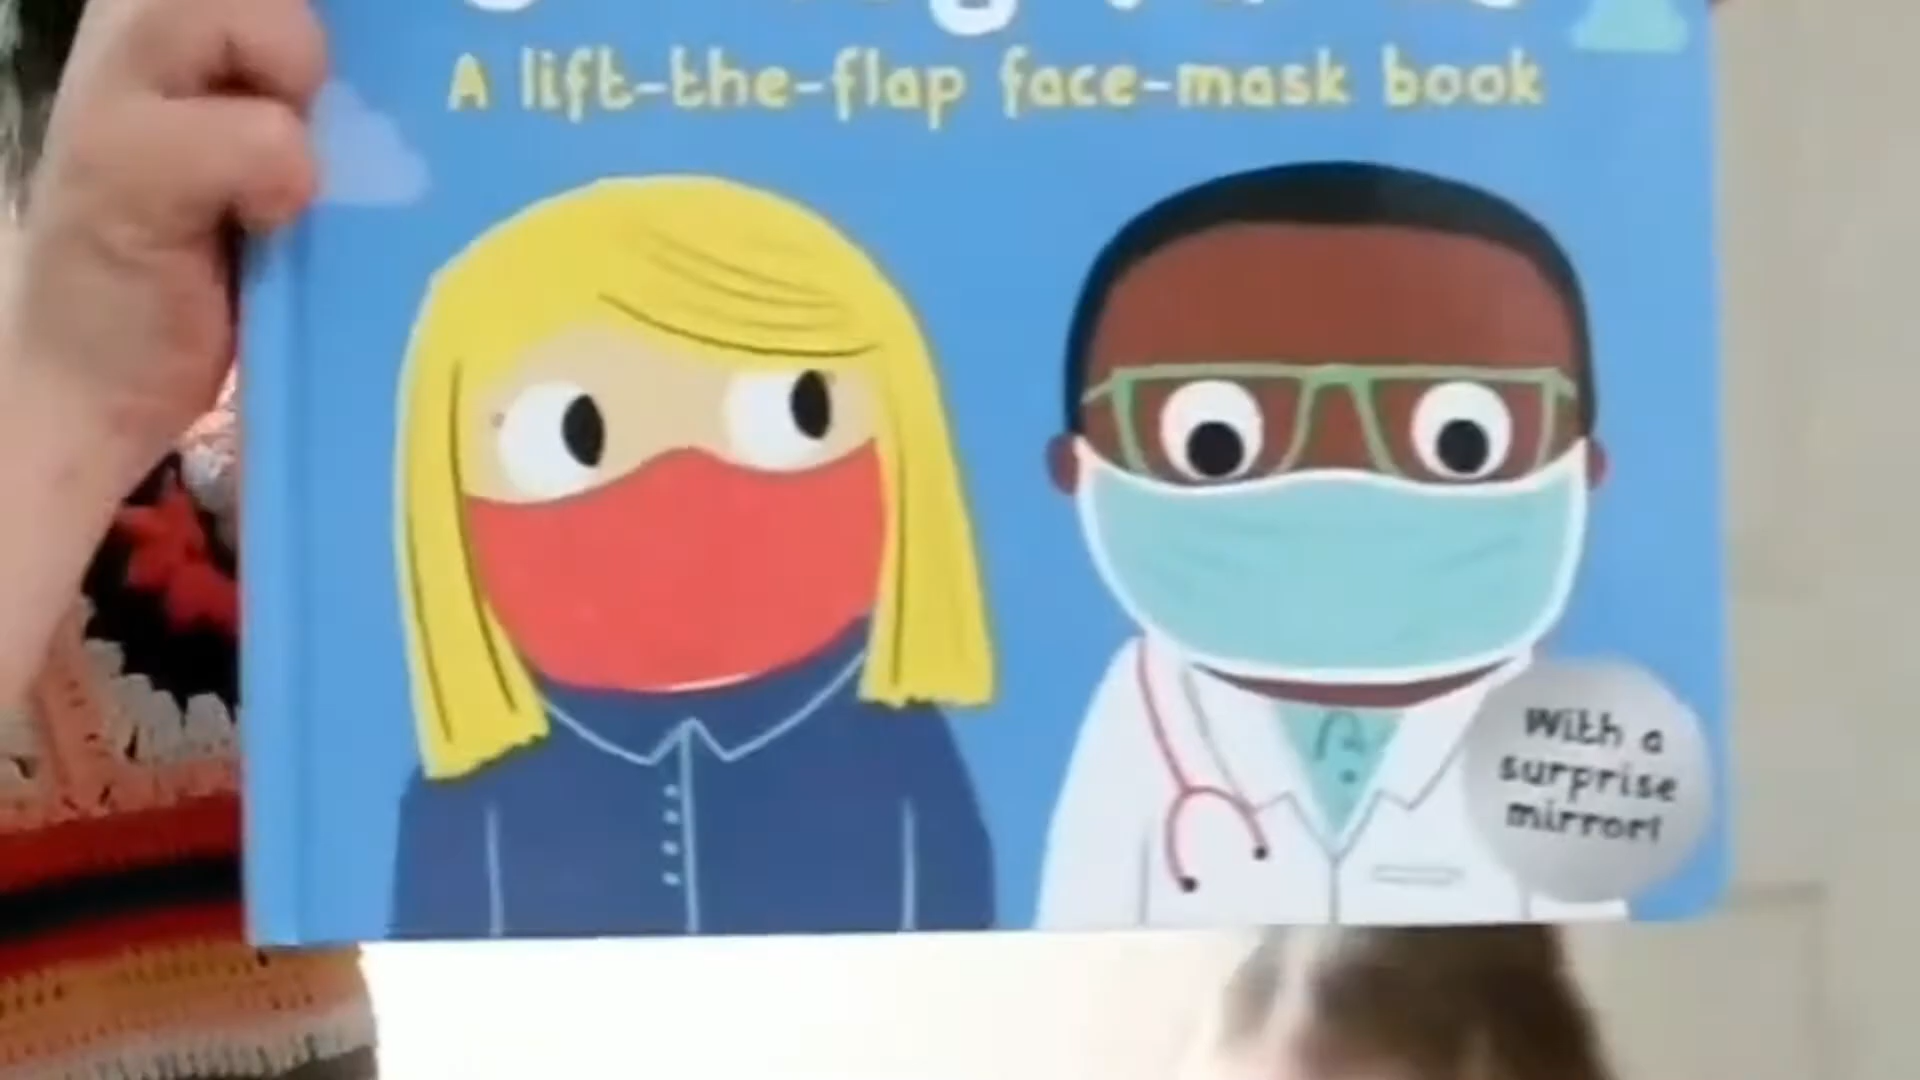 A lift-the-flap face-mask book
With a
surprise
mirror!